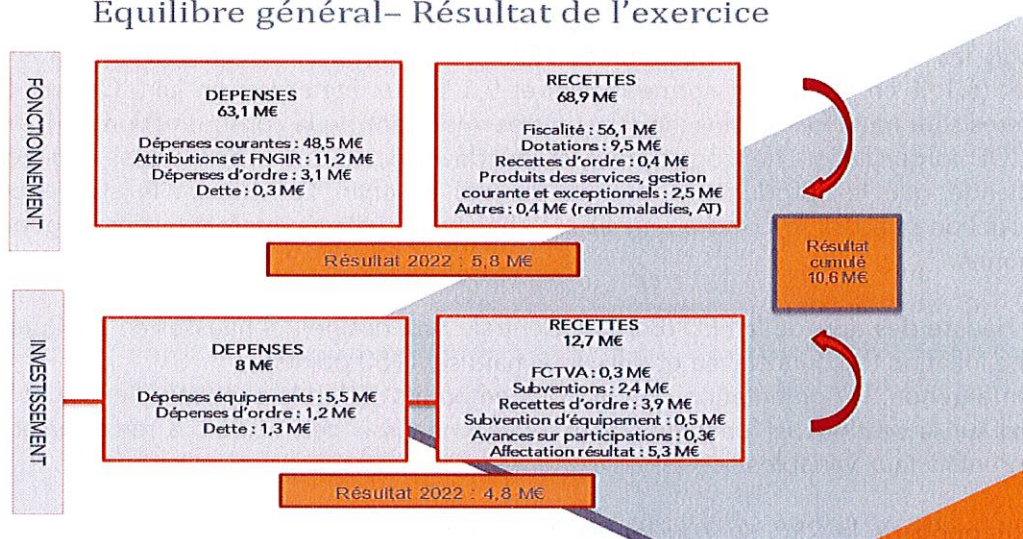 Equilibre général– Résultat de l'exercice
FONCTIONNEMENT
DEPENSES
63,1 M€
Dépenses courantes : 48,5 M€
Attributions et FNGIR : 11,2 M€
Dépenses d'ordre : 3,1 M€
Dette : 0,3 M€
RECETTES
68,9 M€
Fiscalité : 56,1 M€
Dotations : 9,5 M€
Recettes d'ordre : 0,4 M€
Produits des services, gestion
courante et exceptionnels : 2,5 M€
Autres : 0,4 M€ (remb maladies, AT)
Résultat 2022 : 5,8 M€
Résultat
cumulé
10,6 M€
INVESTISSEMENT
DEPENSES
8 M€
Dépenses équipements : 5,5 M€
Dépenses d'ordre : 1,2 M€
Dette : 1,3 M€
RECETTES
12,7 M€
FCTVA : 0,3 M€
Subventions : 2,4 M€
Recettes d'ordre : 3,9 M€
Subvention d'équipement : 0,5 M€
Avances sur participations : 0,3€
Affectation résultat : 5,3 M€
Résultat 2022 : 4,8 M€